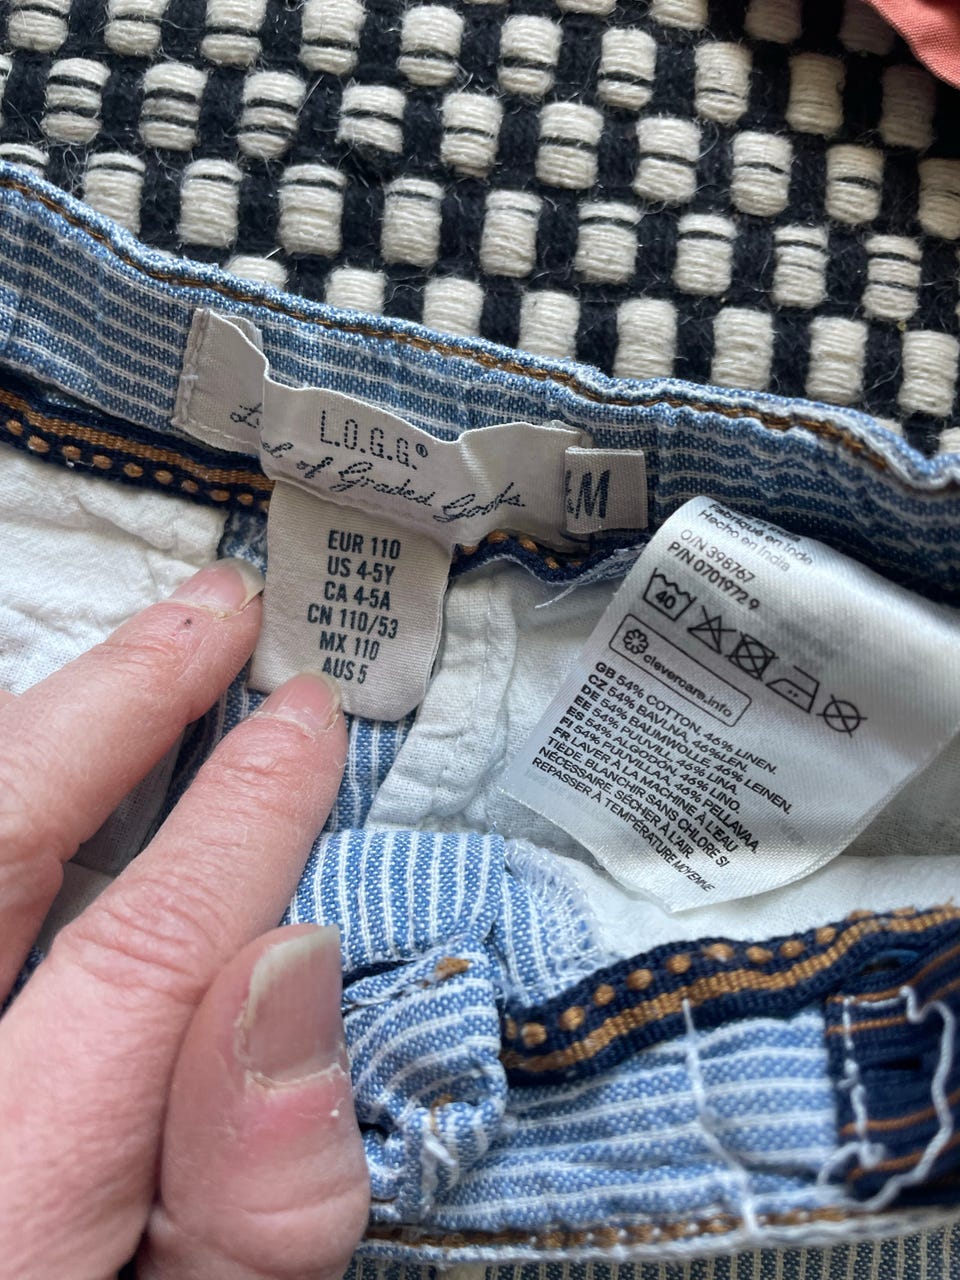 L.O.G.G.®
Label of Graded Goods
&M
EUR 110
US 4-5Y
CA 4-5A
CN 110/53
MX 110
AUS 5
Fabriqué en Inde
Hecho en India
O/N 398767
P/N 0701972 9
40
clevercare.info
GB 54% COTTON, 46% LINEN.
CZ 54% BAVLNA, 46%LEN.
DE 54% BAUMWOLLE, 46% LEINEN.
EE 54% PUUVILL, 46% LINA.
ES 54% ALGODÓN, 46% LINO.
FI 54% PUUVILLAA, 46% PELLAVAA
FR LAVER À LA MACHINE À L'EAU
TIÈDE. BLANCHIR SANS CHLORE SI
NÉCESSAIRE. SÉCHER À L'AIR.
REPASSER À TEMPÉRATURE MOYENNE